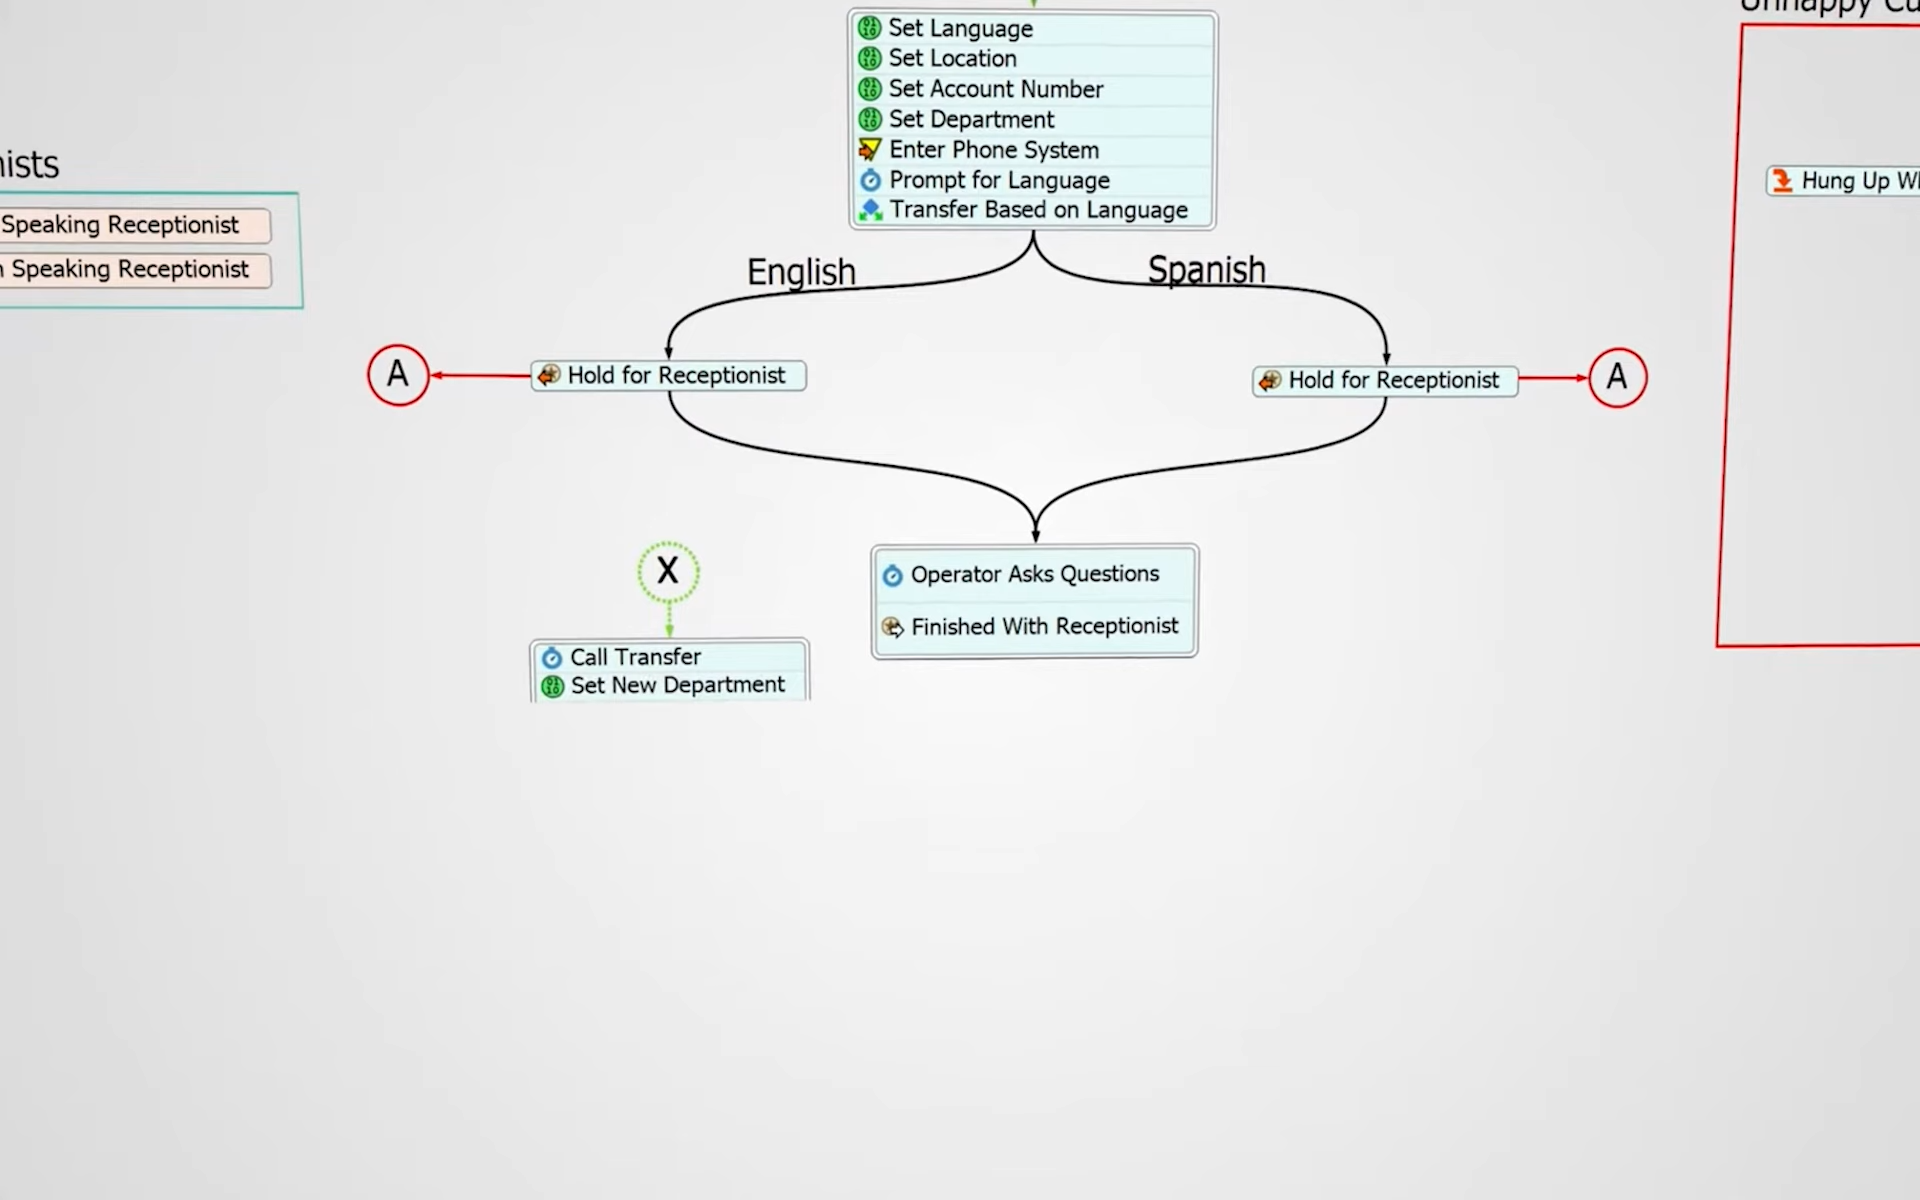 Set Language
Set Location
Set Account Number
Set Department
Enter Phone System
Prompt for Language
Transfer Based on Language
ists
Speaking Receptionist
Speaking Receptionist
Hung Up
English
Spanish
A
Hold for Receptionist
Hold for Receptionist
A
X
Call Transfer
Set New Department
Operator Asks Questions
Finished With Receptionist